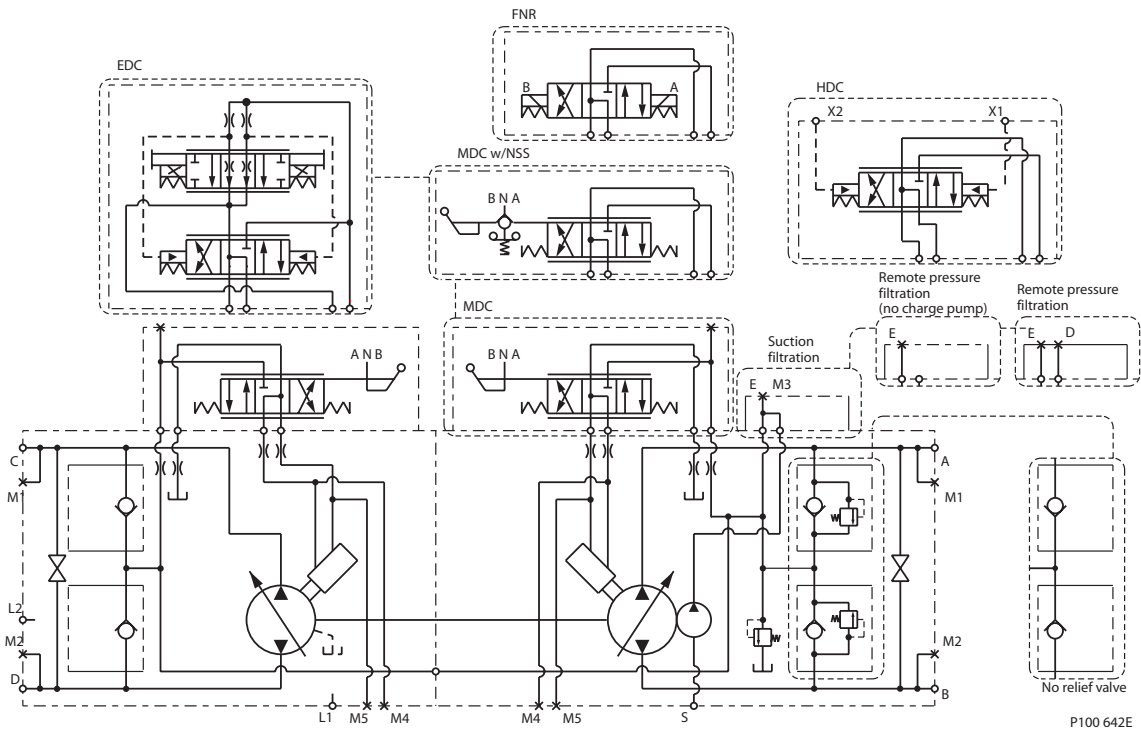 FNR
EDC
B
A
HDC
X2
X1
MDC w/NSS
B N A
Remote pressure
filtration
(no charge pump)
Remote pressure
filtration
MDC
E
E
D
Suction
filtration
A N B
B N A
E
M3
C
M1
L2
M2
D
A
M1
M2
B
L1
M5
M4
M4
M5
S
No relief valve
P100 642E